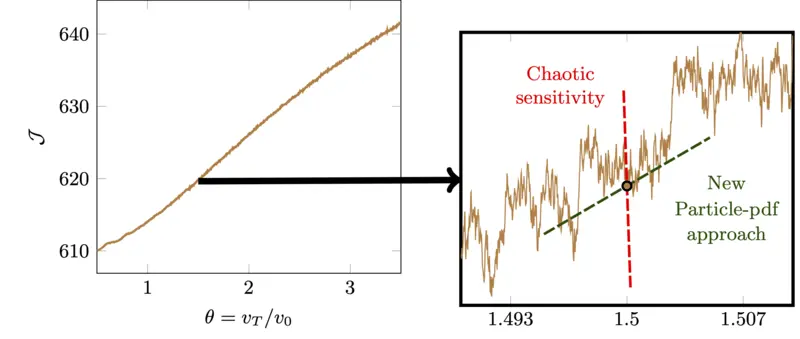 640
630
620
610
𝒥
1 2 3
θ = v_T/v_0
Chaotic
sensitivity
New
Particle-pdf
approach
1.493 1.5 1.507